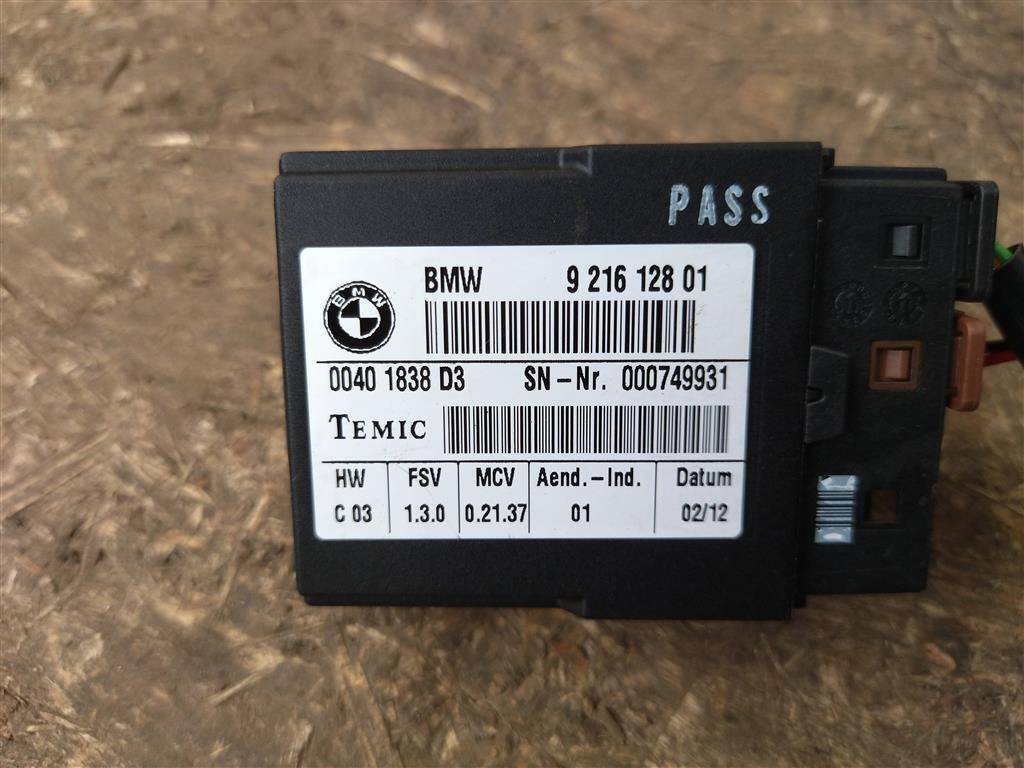 PASS
BMW 9 216 128 01
BMW
0040 1838 D3 SN-Nr. 000749931
TEMIC
HW FSV MCV Aend.-Ind. Datum
C 03 1.3.0 0.21.37 01 02/12